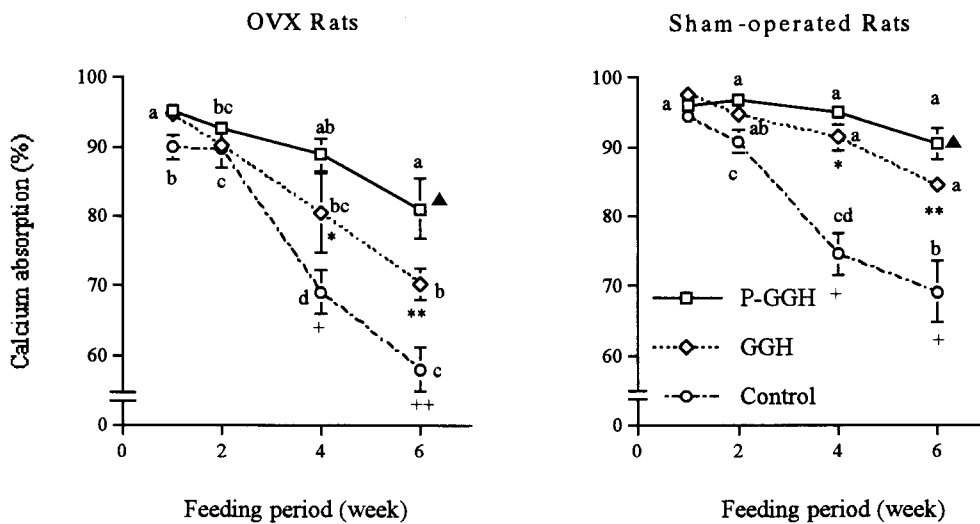 OVX Rats
Calcium absorption (%)
100
90
80
70
60
0
a
b
bc
c
ab
bc
*
d
+
a
▲
b
**
c
++
0 2 4 6
Feeding period (week)
Sham-operated Rats
100
90
80
70
60
0
a
a
ab
c
a
a
*
cd
+
a
▲
a
**
b
+
P-GGH
GGH
Control
0 2 4 6
Feeding period (week)